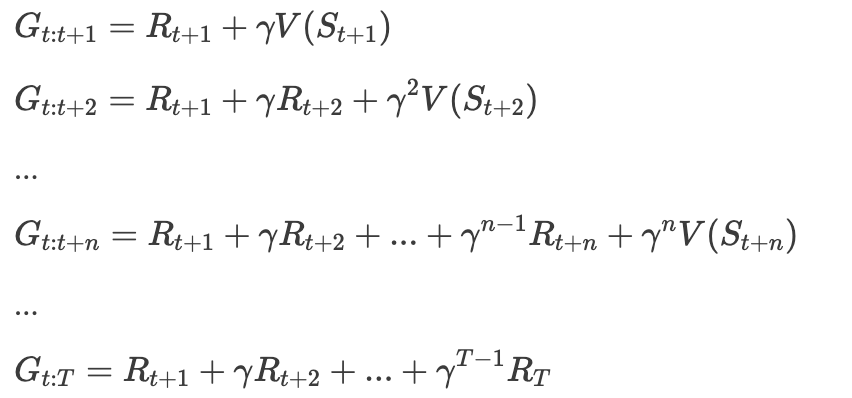 G_{t:t+1} = R_{t+1} + γV(S_{t+1})
G_{t:t+2} = R_{t+1} + γR_{t+2} + γ^2V(S_{t+2})
...
G_{t:t+n} = R_{t+1} + γR_{t+2} + ... + γ^{n-1}R_{t+n} + γ^nV(S_{t+n})
...
G_{t:T} = R_{t+1} + γR_{t+2} + ... + γ^{T-1}R_T